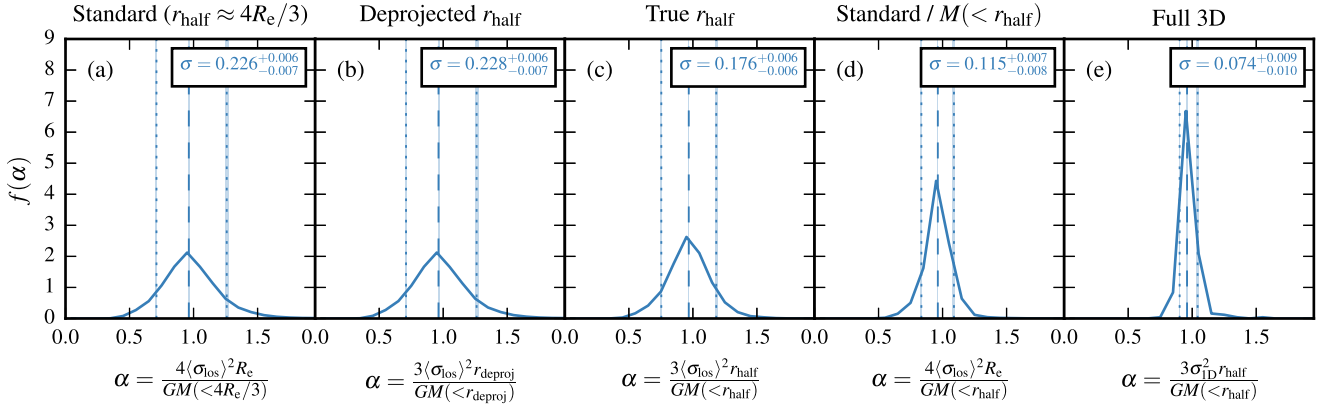 Standard (r_half ≈ 4R_e/3)
Deprojected r_half
True r_half
Standard / M(< r_half)
Full 3D
(a)
σ = 0.226^{+0.006}_{−0.007}
(b)
σ = 0.228^{+0.006}_{−0.007}
(c)
σ = 0.176^{+0.006}_{−0.006}
(d)
σ = 0.115^{+0.007}_{−0.008}
(e)
σ = 0.074^{+0.009}_{−0.010}
f(α)
9
8
7
6
5
4
3
2
1
0
0.0 0.5 1.0 1.5 0.0 0.5 1.0 1.5 0.0 0.5 1.0 1.5 0.0 0.5 1.0 1.5 0.0 0.5 1.0 1.5
α = 4⟨σ_los⟩²R_e / GM(<4R_e/3)
α = 3⟨σ_los⟩²r_deproj / GM(<r_deproj)
α = 3⟨σ_los⟩²r_half / GM(<r_half)
α = 4⟨σ_los⟩²R_e / GM(<r_half)
α = 3σ²_1D r_half / GM(<r_half)